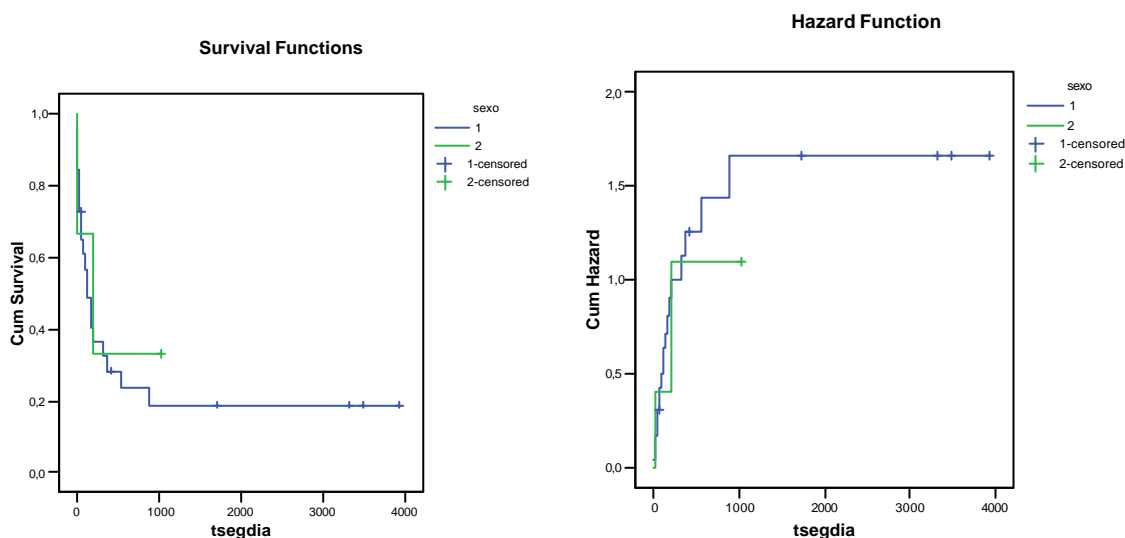 Survival Functions
1,0
0,8
0,6
0,4
0,2
0,0
Cum Survival
0
1000
2000
3000
4000
tsegdia
sexo
1
2
1-censored
2-censored
Hazard Function
2,0
1,5
1,0
0,5
0,0
Cum Hazard
0
1000
2000
3000
4000
tsegdia
sexo
1
2
1-censored
2-censored